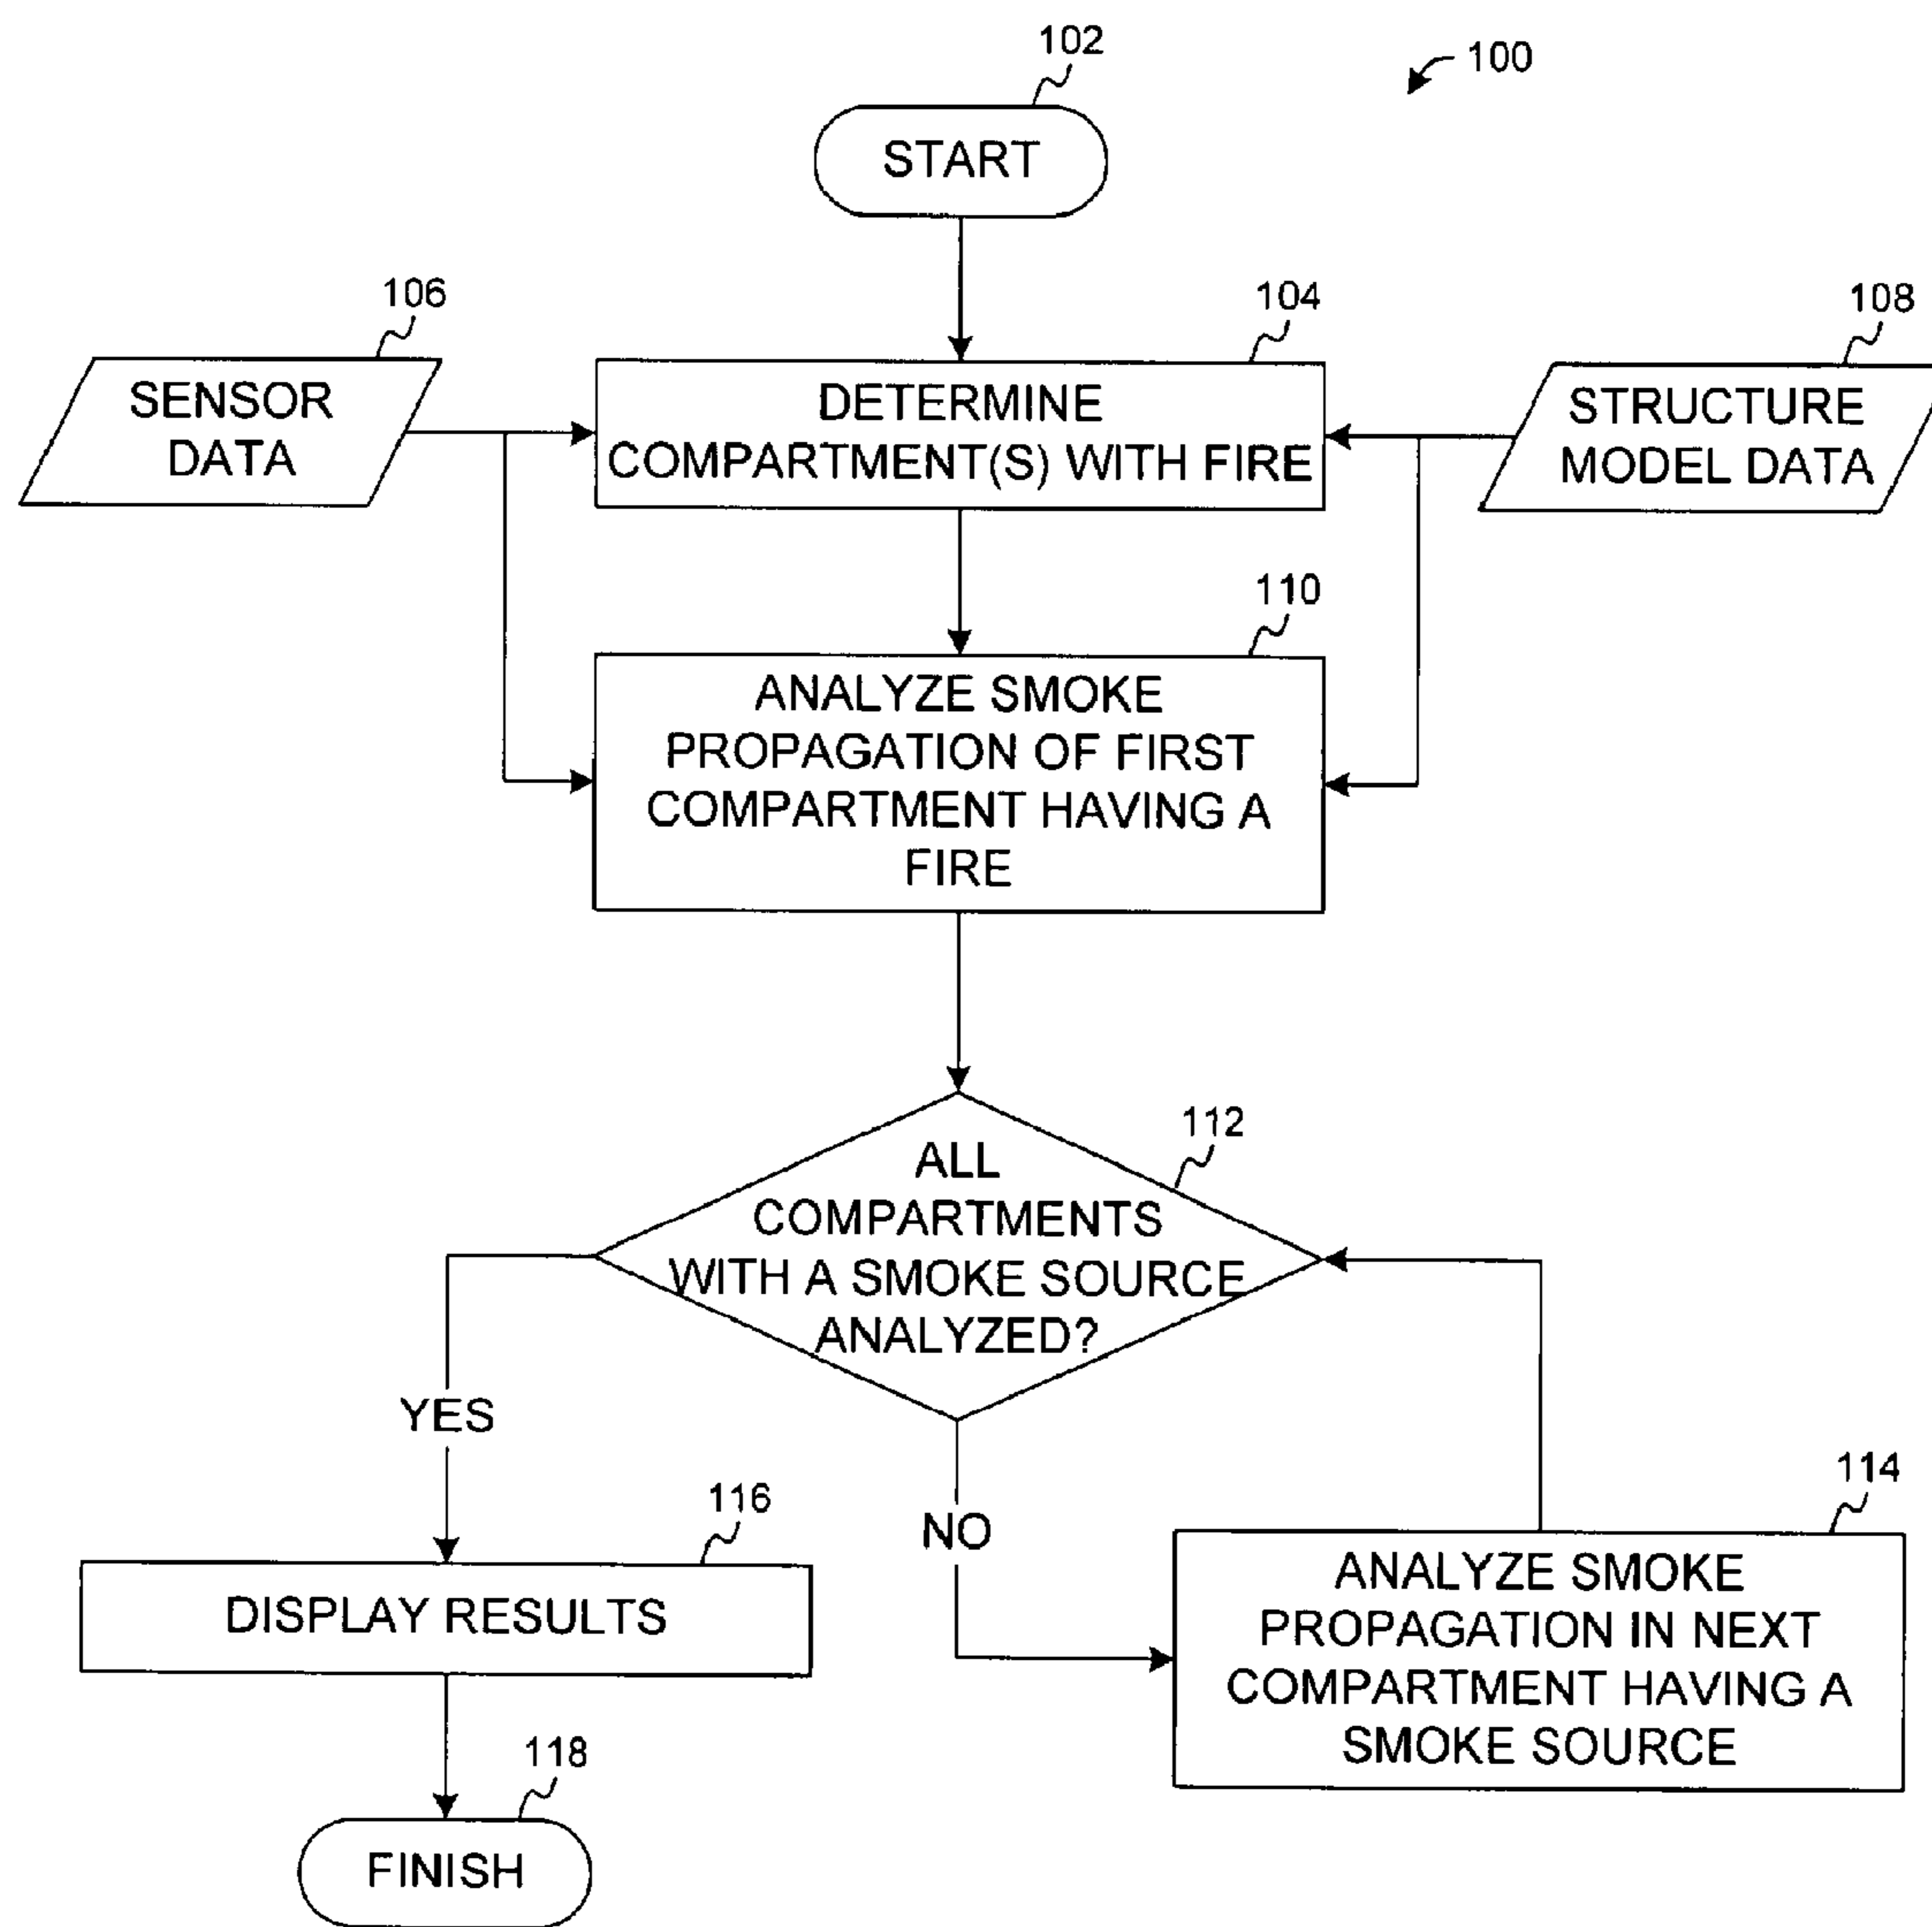 102
100
START
106
104
108
SENSOR
DATA
DETERMINE
COMPARTMENT(S) WITH FIRE
STRUCTURE
MODEL DATA
110
ANALYZE SMOKE
PROPAGATION OF FIRST
COMPARTMENT HAVING A
FIRE
112
ALL
COMPARTMENTS
WITH A SMOKE SOURCE
ANALYZED?
YES
NO
116
DISPLAY RESULTS
114
ANALYZE SMOKE
PROPAGATION IN NEXT
COMPARTMENT HAVING A
SMOKE SOURCE
118
FINISH